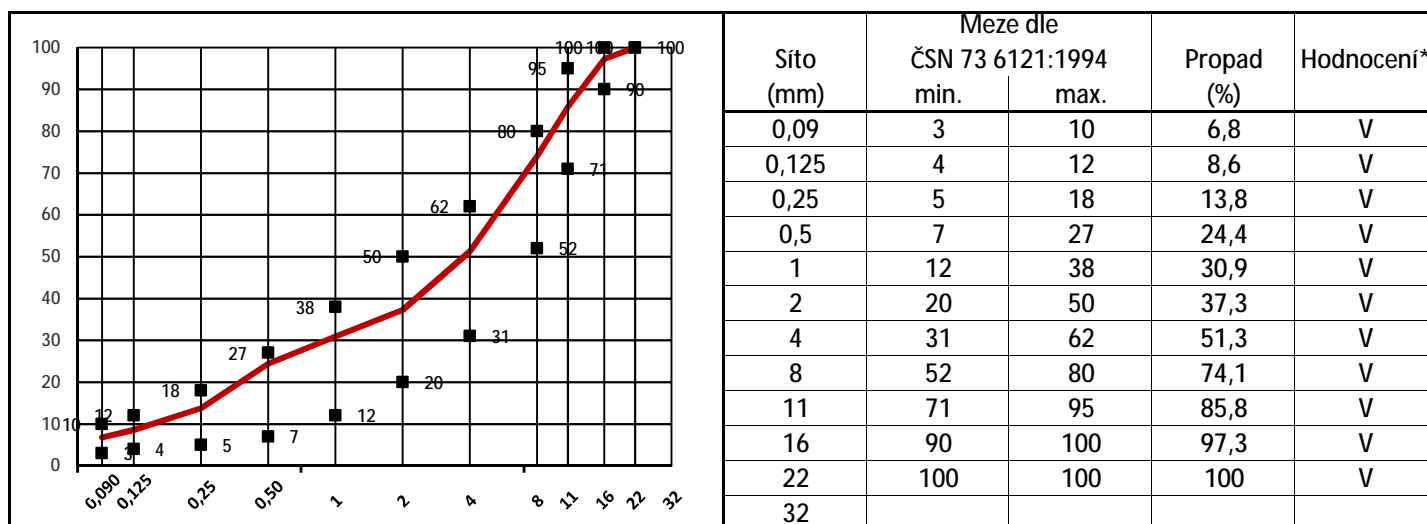 100
90
80
70
60
50
40
30
20
10
0
10 12 18 27 38 50 62 80 95 100 100 100
3 4 5 7 12 20 31 52 71 90
0,090 0,125 0,25 0,50 1 2 4 8 11 16 22 32
Meze dle
Síto ČSN 73 6121:1994 Propad Hodnocení*
(mm) min. max. (%)
0,09 3 10 6,8 V
0,125 4 12 8,6 V
0,25 5 18 13,8 V
0,5 7 27 24,4 V
1 12 38 30,9 V
2 20 50 37,3 V
4 31 62 51,3 V
8 52 80 74,1 V
11 71 95 85,8 V
16 90 100 97,3 V
22 100 100 100 V
32